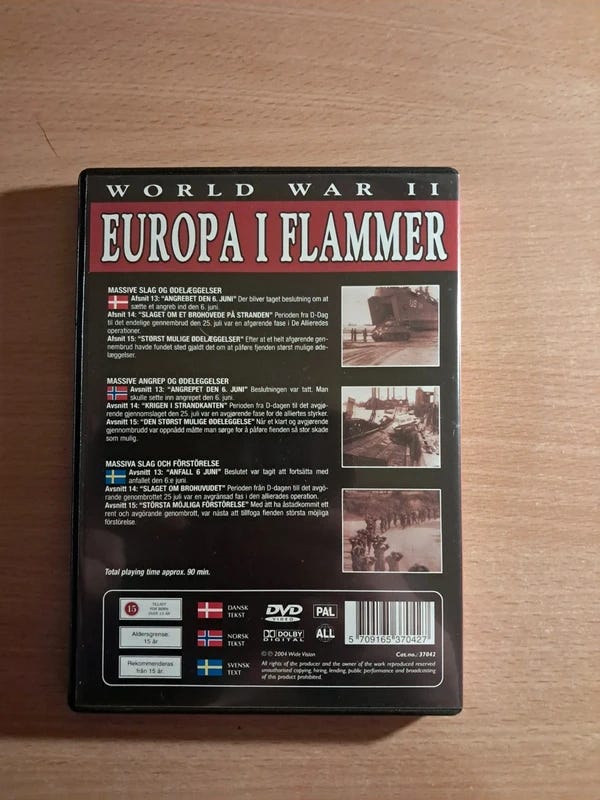 WORLD WAR II
EUROPA I FLAMMER
MASSIVE SLAG OG ØDELÆGGELSER
Afsnit 13: "ANGREBET DEN 6. JUNI" Der bliver taget beslutning om at
sætte et angreb ind den 6. juni.
Afsnit 14: "SLAGET OM ET BROHOVEDE PÅ STRANDEN" Perioden fra D-Dag
til det endelige gennembrud den 25. juli var en afgørende fase i De Allieredes
operationer.
Afsnit 15: "STØRST MULIGE ØDELÆGGELSER" Efter at et helt afgørende gen-
nembrud havde fundet sted gjaldt det om at påføre fjenden størst mulige øde-
læggelser.
MASSIVE ANGREP OG ØDELEGGELSER
Avsnitt 13: "ANGREPET DEN 6. JUNI" Beslutningen var tatt. Man
skulle sette inn angrepet 6. juni.
Avsnitt 14: "KRIGEN I STRANDKANTEN" Perioden fra D-dagen til det avgjø-
rende gjennomslaget den 25. juli var en avgjørende fase for de alliertes styrker.
Avsnitt 15: "DEN STØRST MULIGE ØDELEGGELSE" Når et klart og avgjørende
gjennombrudd var oppnådd måtte man sørge for å påføre fienden så stor skade
som mulig.
MASSIVA SLAG OCH FÖRSTÖRELSE
Avsnitt 13: "ANFALL 6 JUNI" Beslutet var tagit att fortsätta med
anfallet den 6:e juni.
Avsnitt 14: "SLAGET OM BROHUVUDET" Perioden från D-dagen till det avgö-
rande genombrottet 25 juli var en avgränsad fas i den allierades operation.
Avsnitt 15: "STÖRSTA MÖJLIGA FÖRSTÖRELSE" Med att ha åstadkommit ett
rent och avgörande genombrott, var nästa att tillfoga fienden största möjliga
förstörelse.
Total playing time approx. 90 min.
15
TILLADT
FOR BØRN
OVER 15 ÅR
DANSK
TEKST
DVD
VIDEO
PAL
Aldersgrense:
15 år
NORSK
TEKST
DOLBY
DIGITAL
ALL
5 709165 370427
Rekommenderas
från 15 år.
SVENSK
TEXT
© ℗ 2004 Wide Vision
Cat.no.: 37042
All rights of the producer and the owner of the work reproduced reserved
unauthorised copying, hiring, lending, public performance and broadcasting
of this product prohibited.